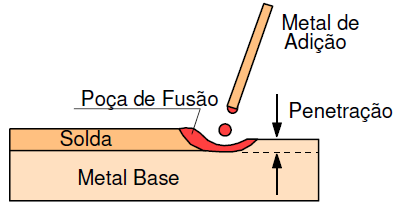 Metal de
Adição
Poça de Fusão
Penetração
Solda
Metal Base